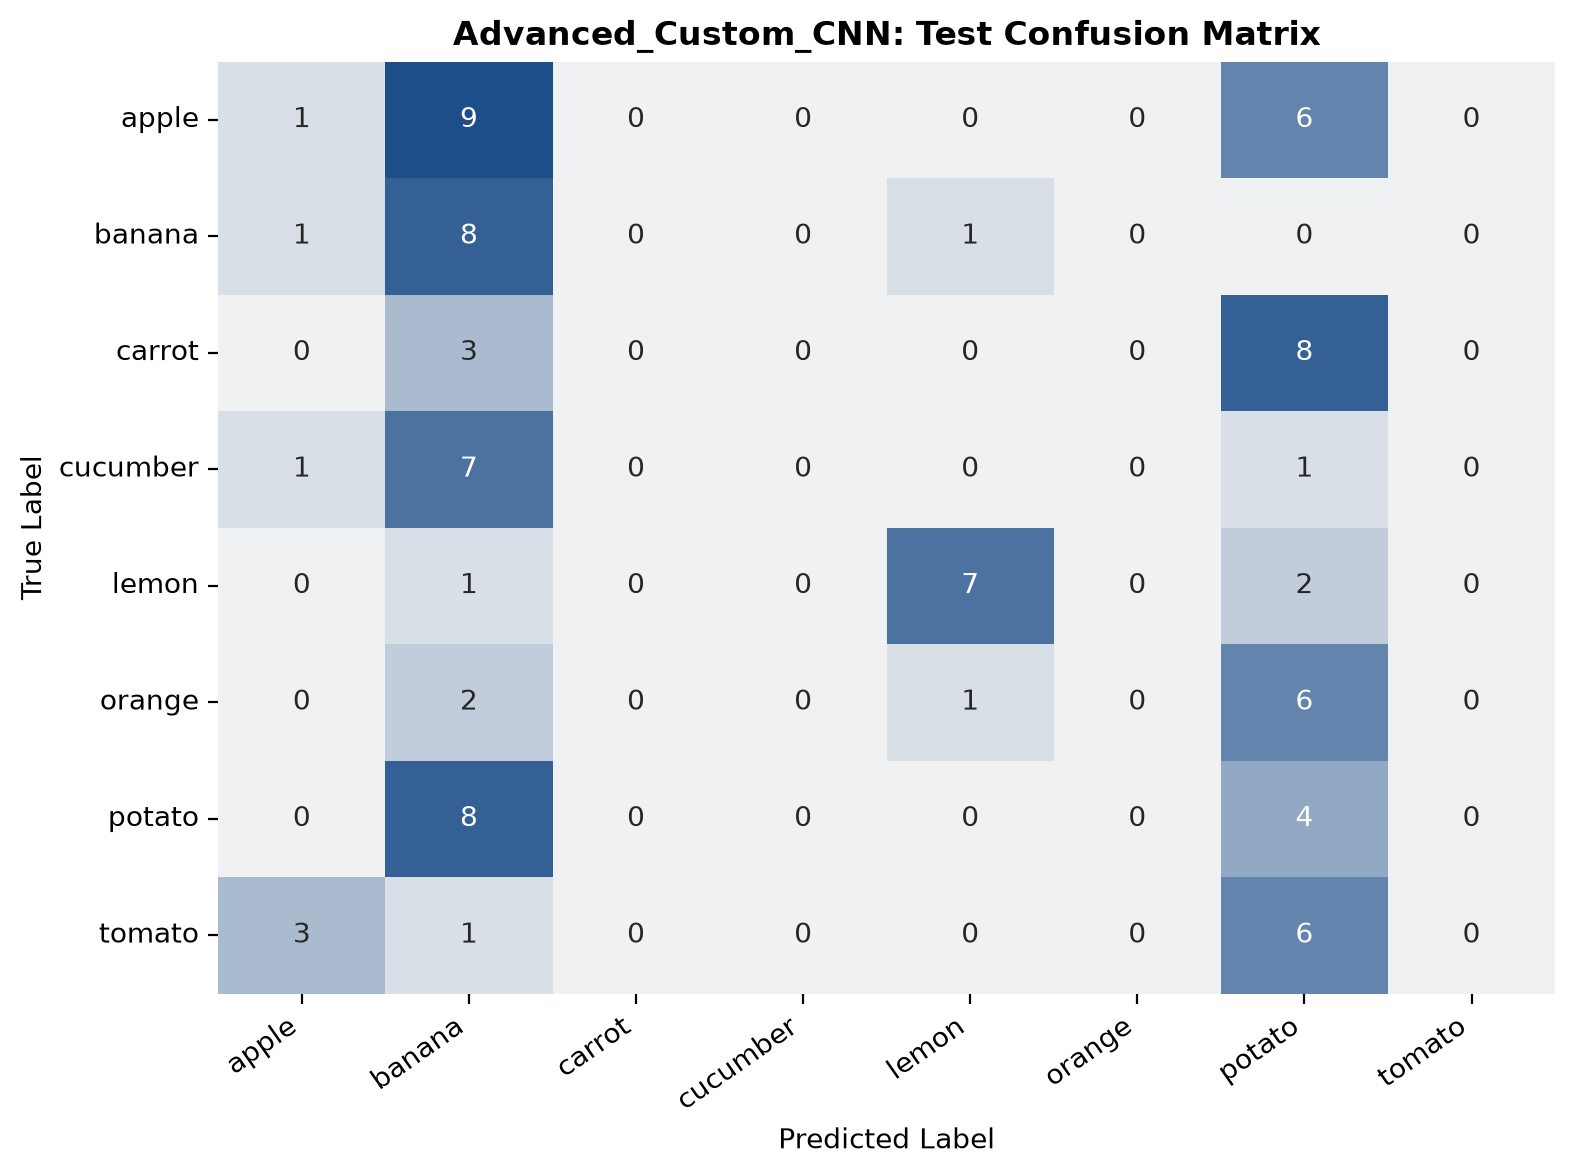 Advanced_Custom_CNN: Test Confusion Matrix
True Label
apple 1 9 0 0 0 0 6 0
banana 1 8 0 0 1 0 0 0
carrot 0 3 0 0 0 0 8 0
cucumber 1 7 0 0 0 0 1 0
lemon 0 1 0 0 7 0 2 0
orange 0 2 0 0 1 0 6 0
potato 0 8 0 0 0 0 4 0
tomato 3 1 0 0 0 0 6 0
apple banana carrot cucumber lemon orange potato tomato
Predicted Label